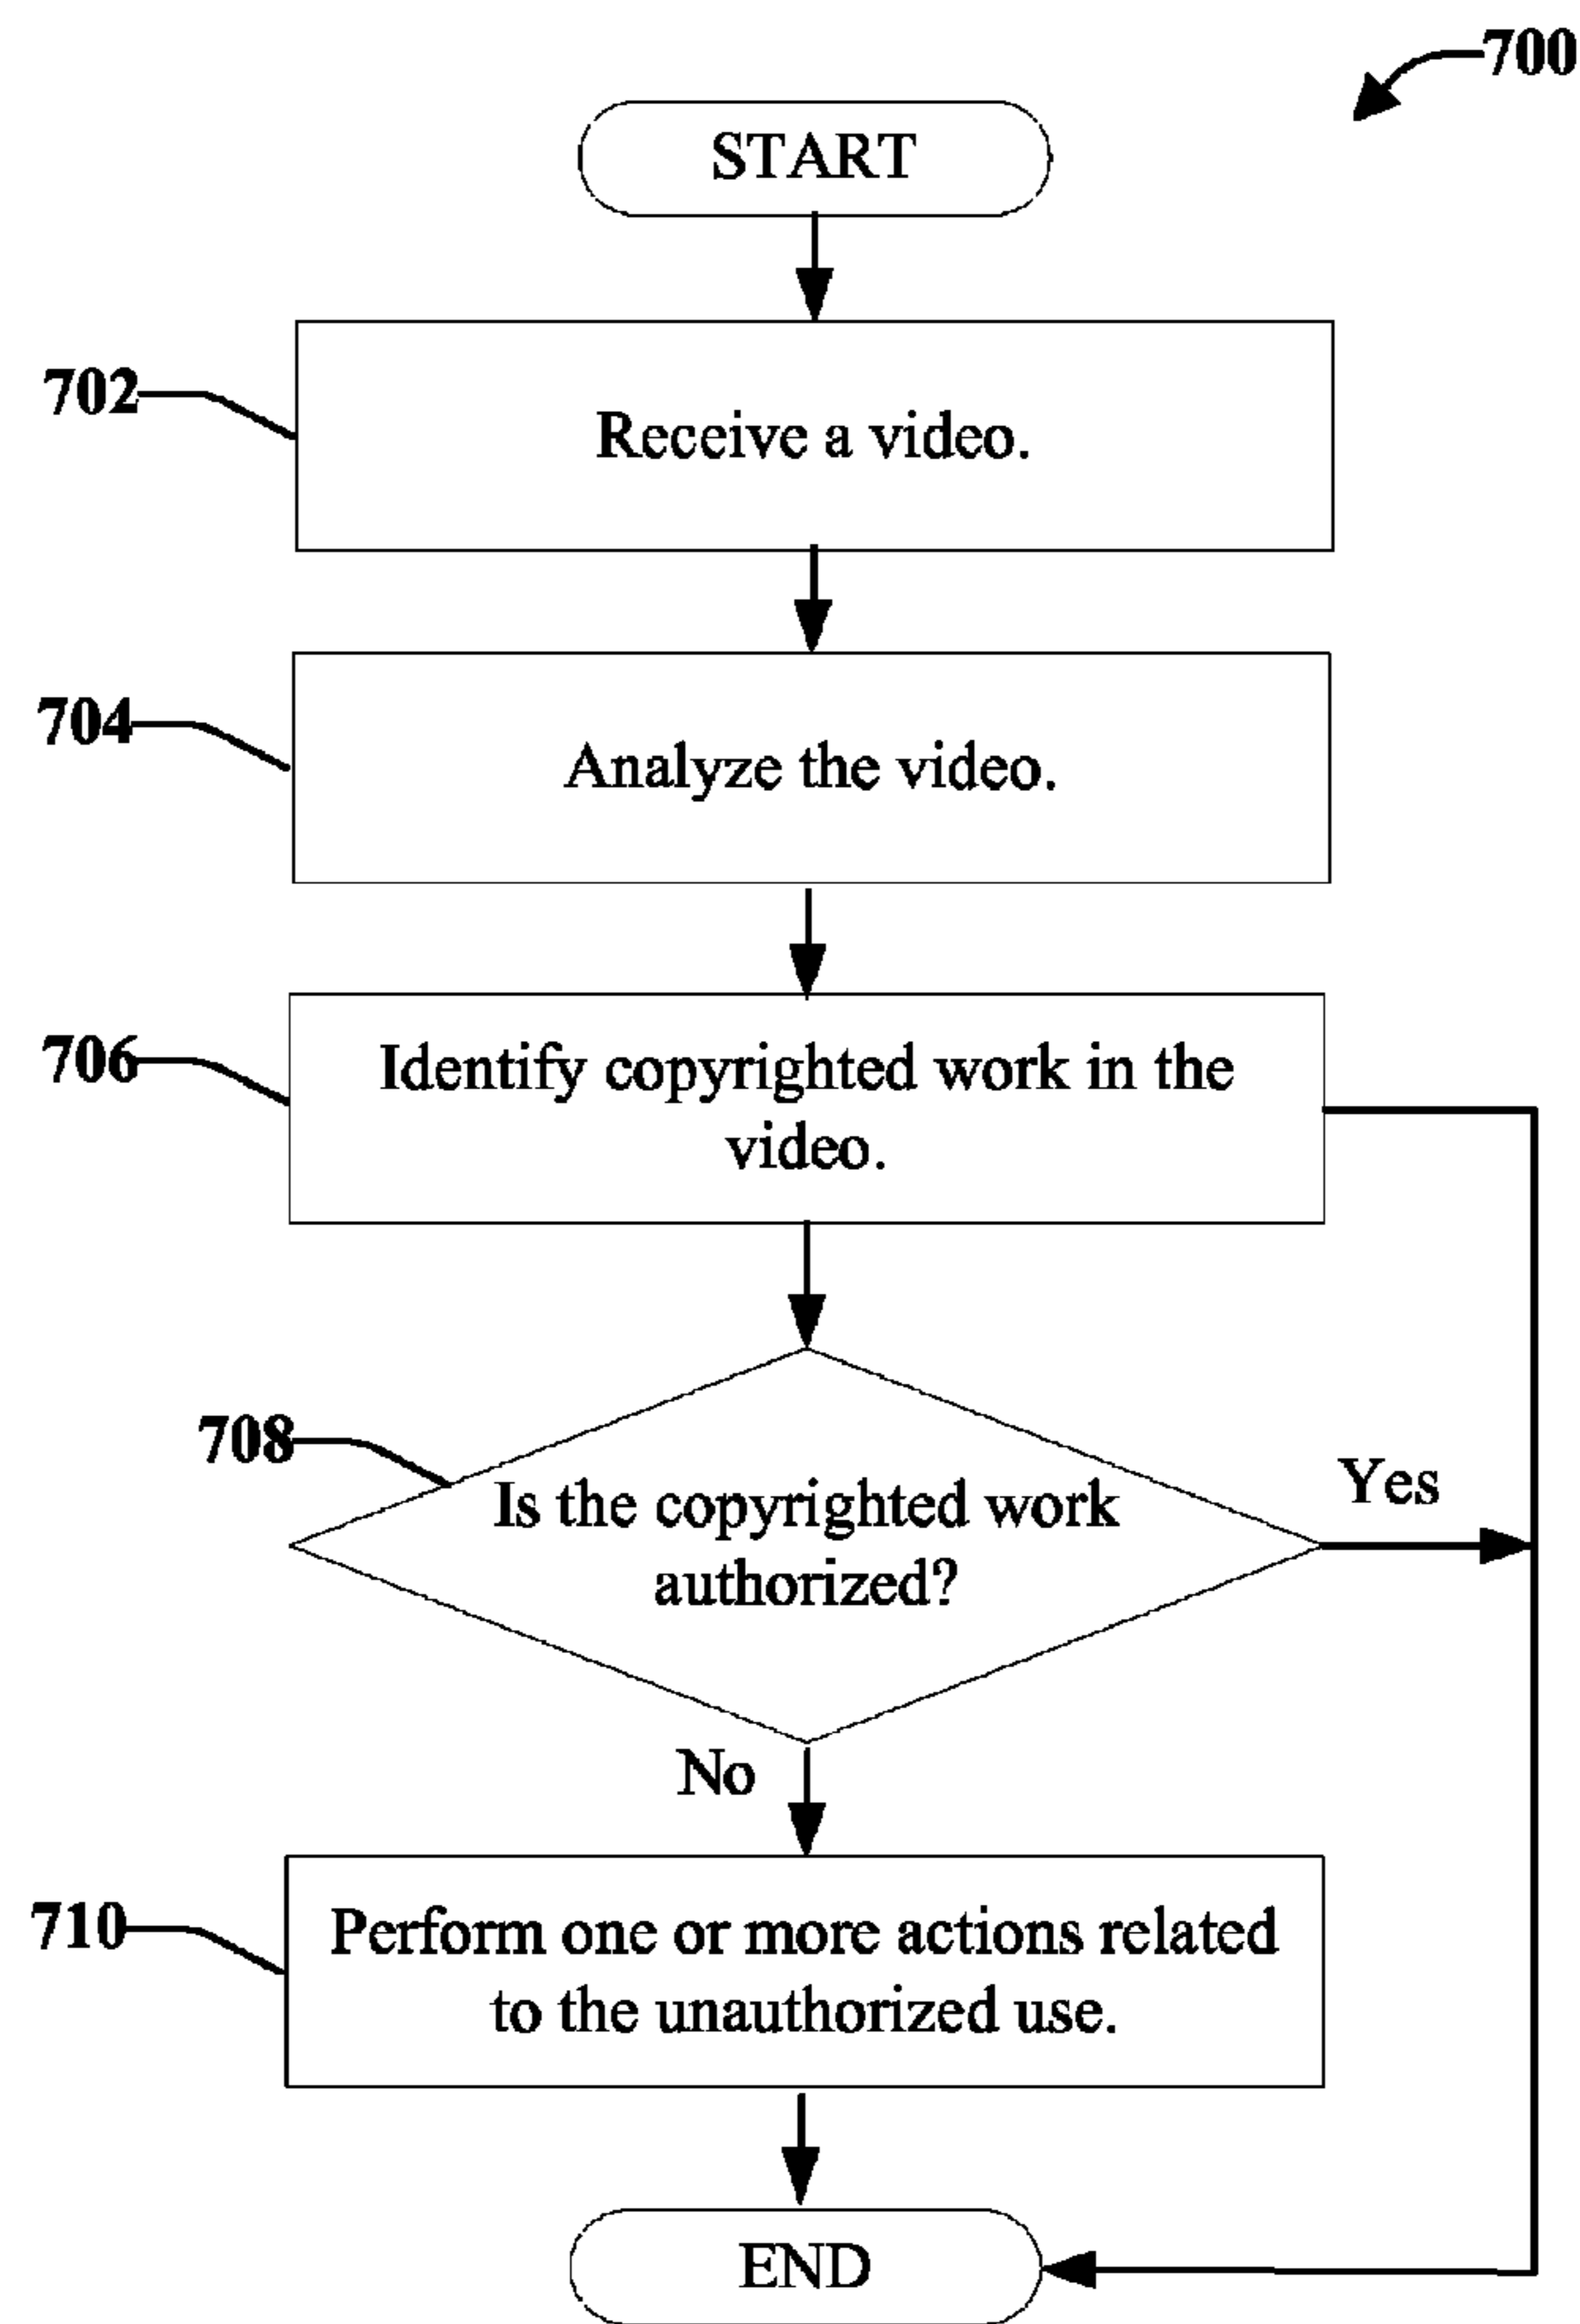 700
START
702
Receive a video.
704
Analyze the video.
706
Identify copyrighted work in the
video.
708
Is the copyrighted work
authorized?
Yes
No
710
Perform one or more actions related
to the unauthorized use.
END